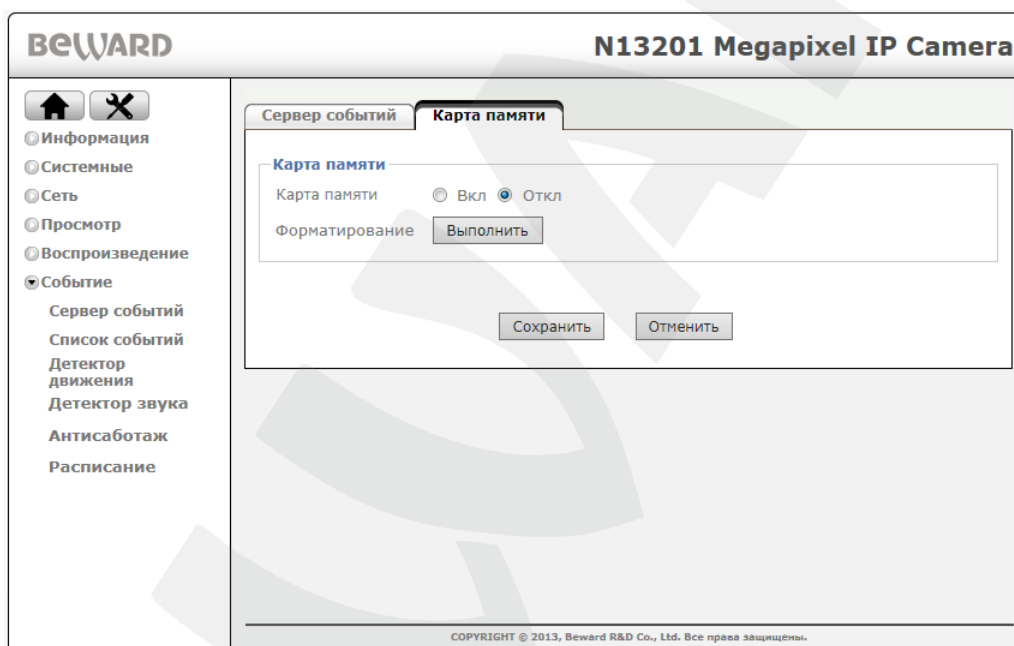 BEWARD
N13201 Megapixel IP Camera
Информация
Системные
Сеть
Просмотр
Воспроизведение
Событие
Сервер событий
Список событий
Детектор
движения
Детектор звука
Антисаботаж
Расписание
Сервер событий
Карта памяти
Карта памяти
Карта памяти Вкл Откл
Форматирование Выполнить
Сохранить Отменить
COPYRIGHT © 2013, Beward R&D Co., Ltd. Все права защищены.